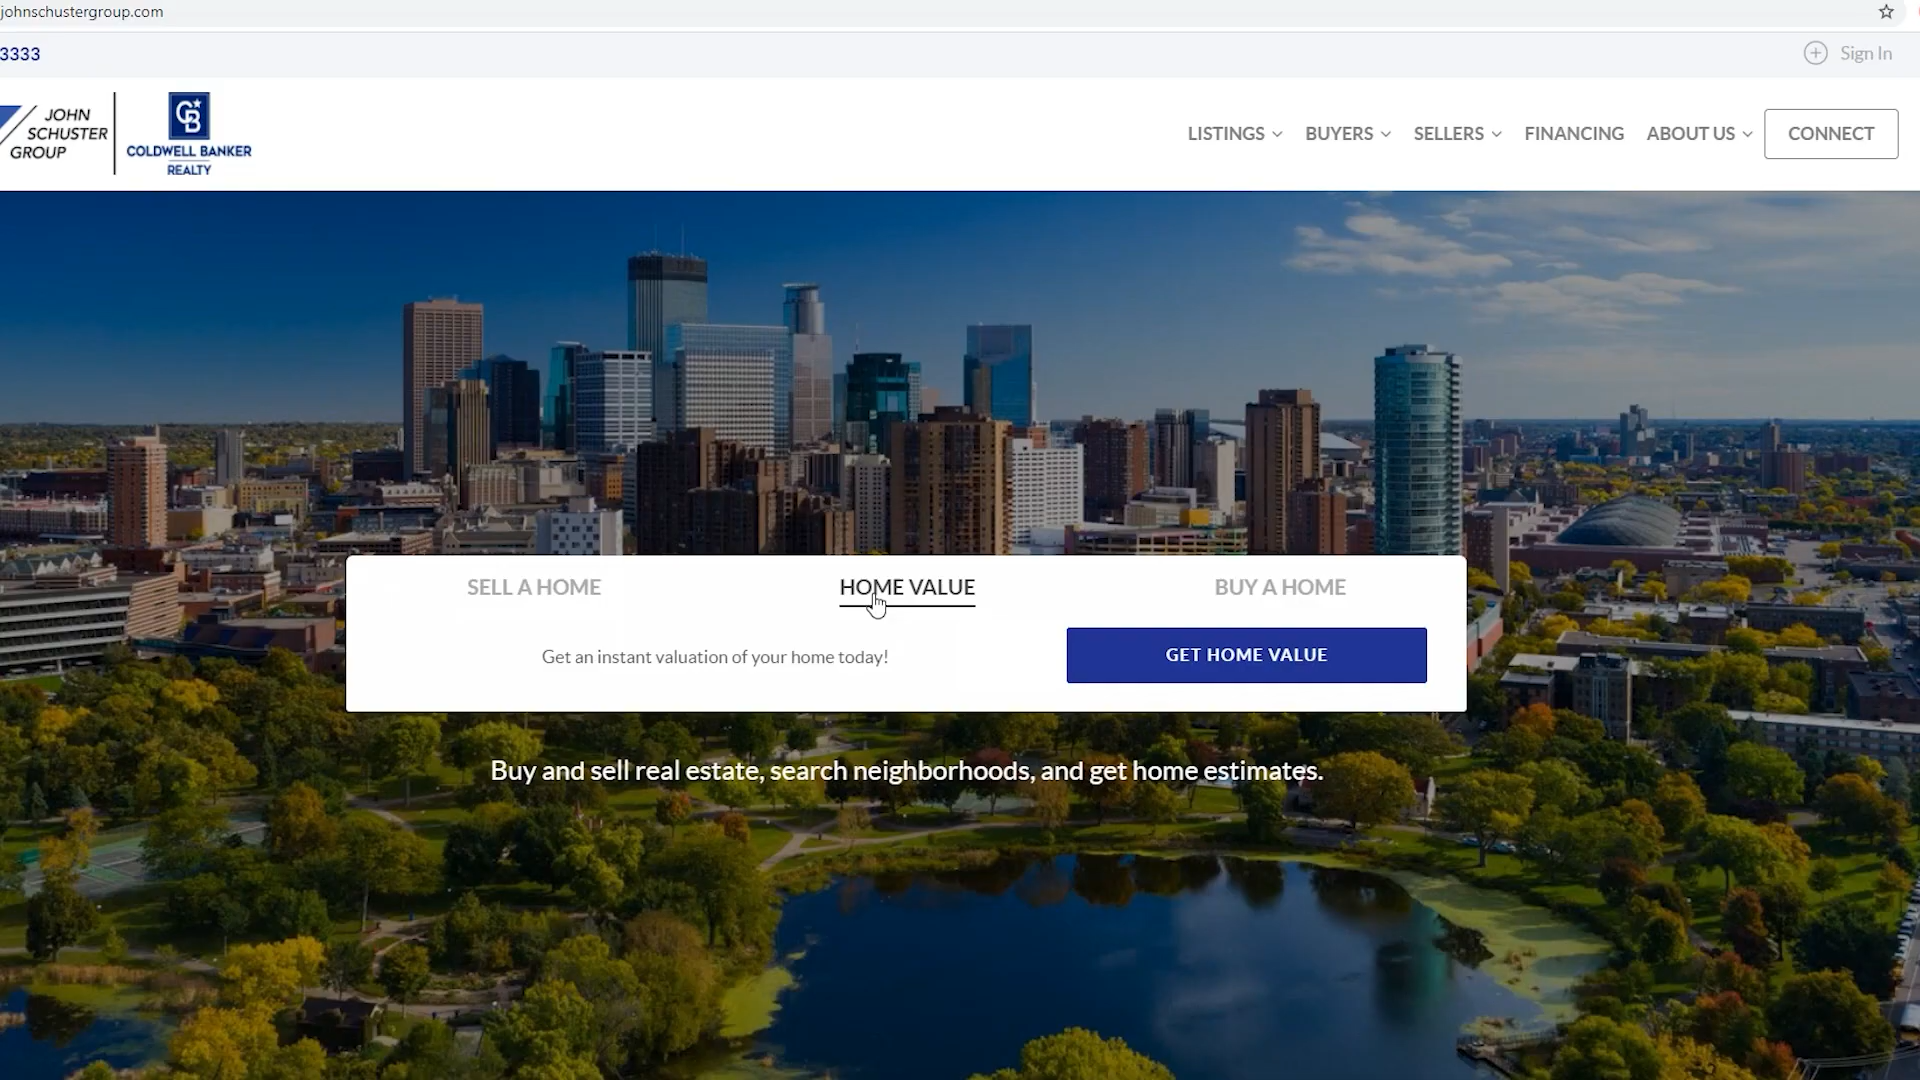 johnschustergroup.com
3333
Sign In
JOHN
SCHUSTER
GROUP
CB
COLDWELL BANKER
REALTY
LISTINGS
BUYERS
SELLERS
FINANCING
ABOUT US
CONNECT
SELL A HOME
HOME VALUE
BUY A HOME
Get an instant valuation of your home today!
GET HOME VALUE
Buy and sell real estate, search neighborhoods, and get home estimates.